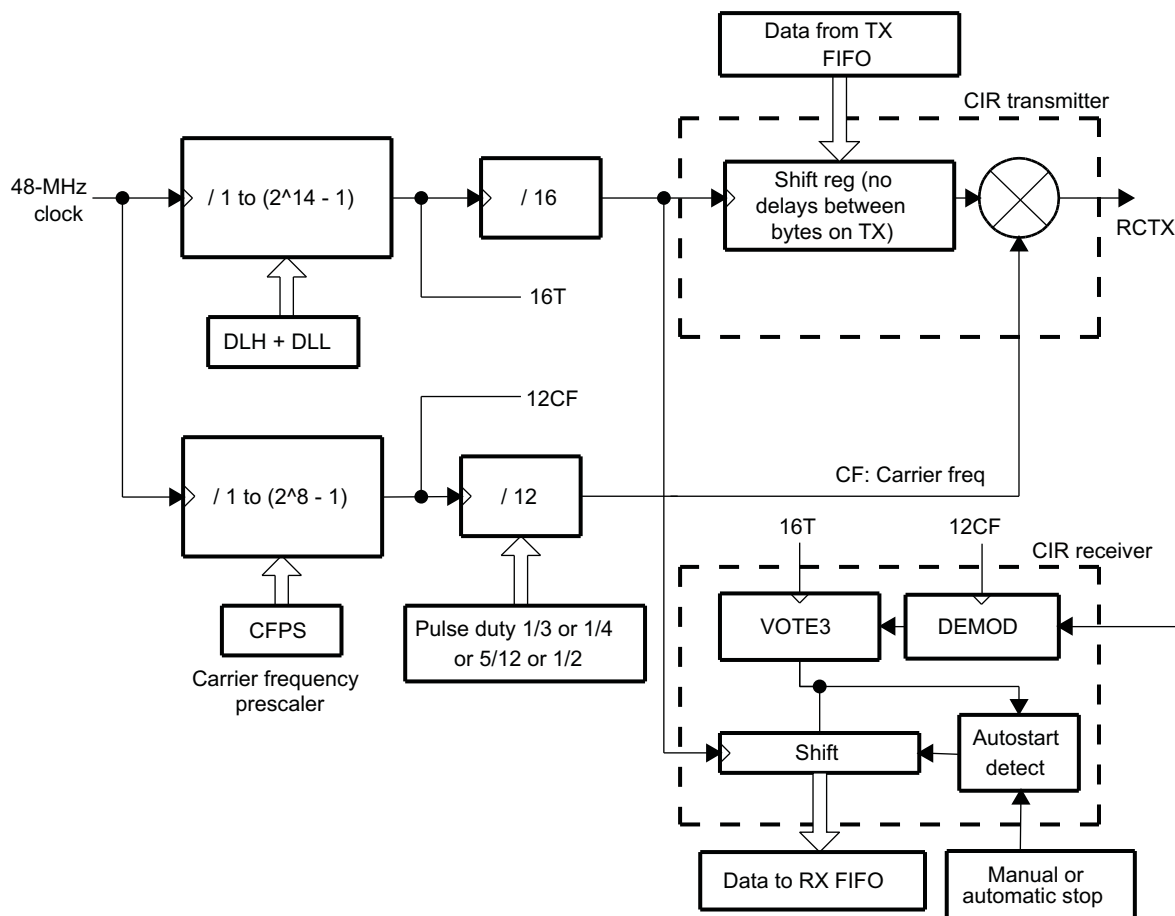 Data from TX
FIFO
CIR transmitter
48-MHz
clock
/ 1 to (2^14 - 1)
/ 16
Shift reg (no
delays between
bytes on TX)
RCTX
16T
DLH + DLL
12CF
/ 1 to (2^8 - 1)
/ 12
CF: Carrier freq
16T
12CF
CIR receiver
CFPS
Carrier frequency
prescaler
Pulse duty 1/3 or 1/4
or 5/12 or 1/2
VOTE3
DEMOD
Shift
Autostart
detect
Data to RX FIFO
Manual or
automatic stop